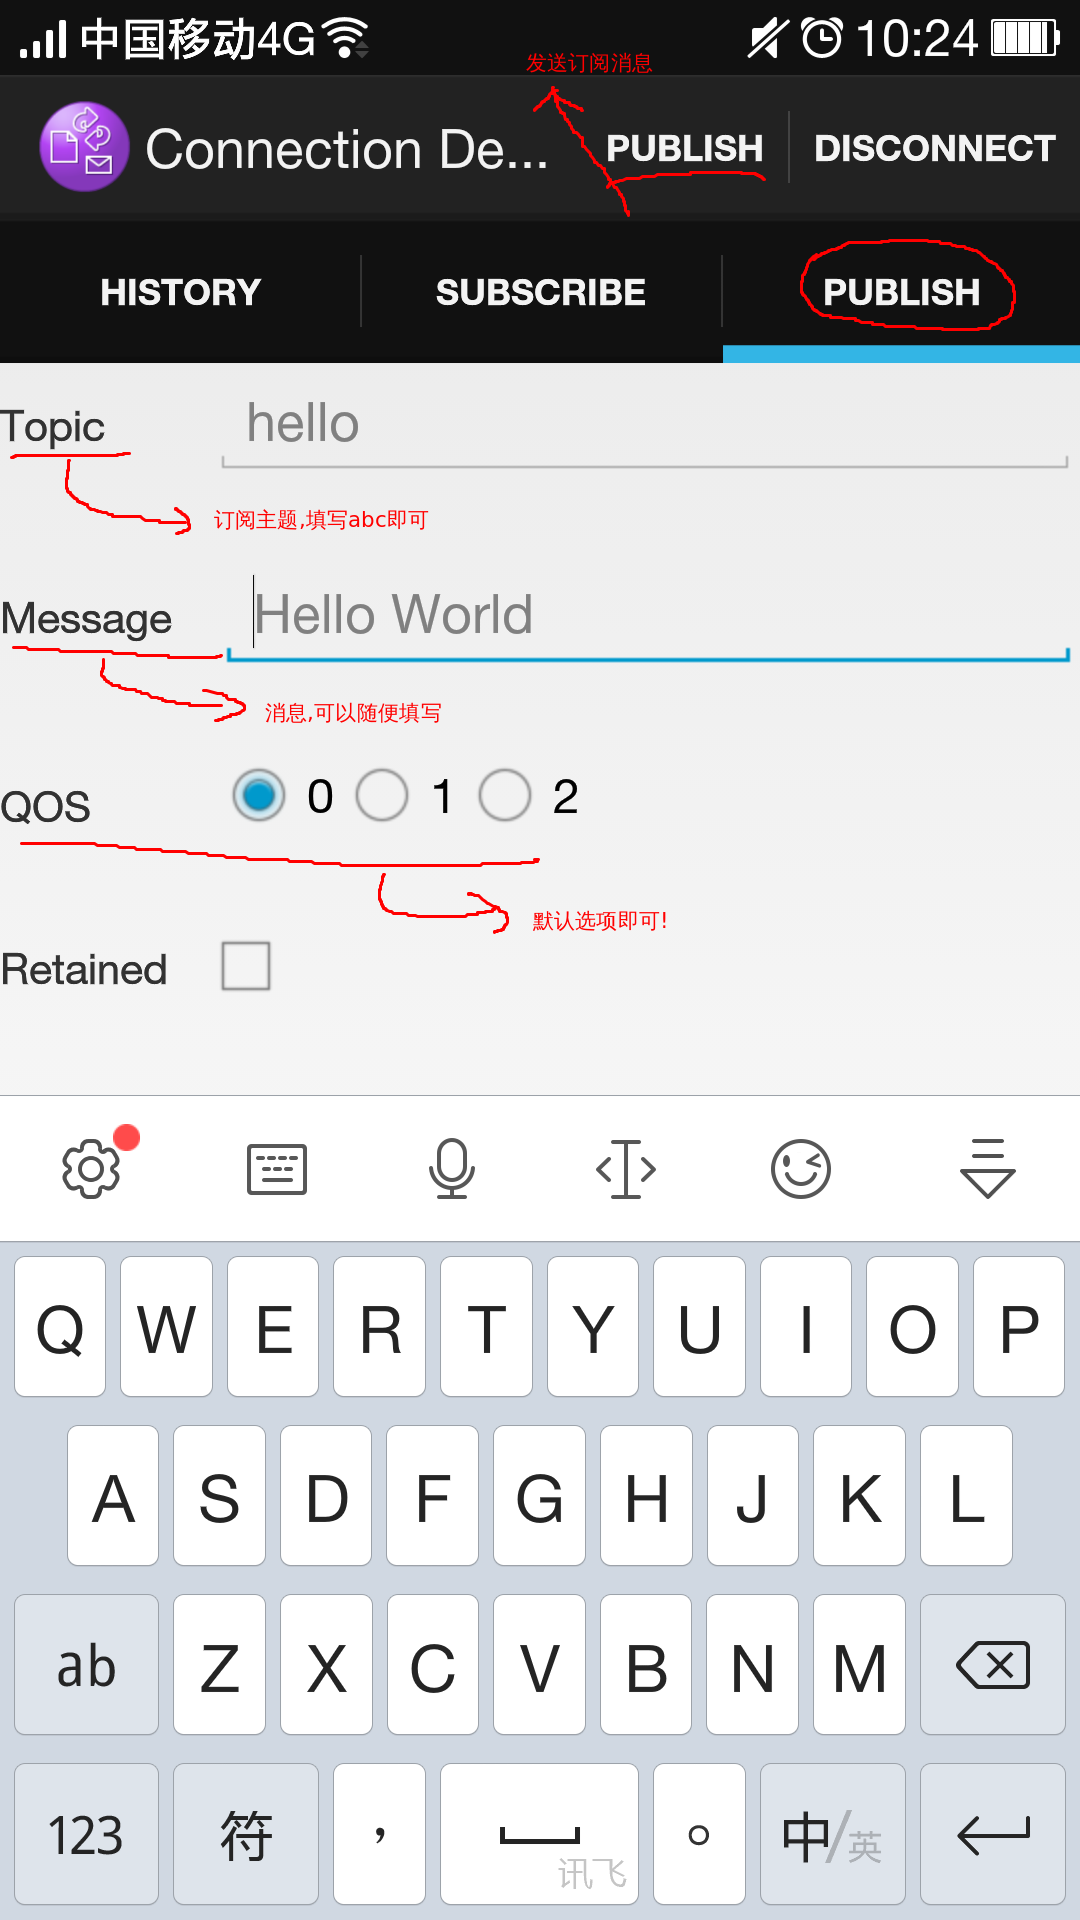 中国移动4G 10:24
发送订阅消息
Connection De... PUBLISH DISCONNECT
HISTORY SUBSCRIBE PUBLISH
Topic hello
订阅主题,填写abc即可
Message Hello World
消息,可以随便填写
QOS 0 1 2
默认选项即可!
Retained
Q W E R T Y U I O P
A S D F G H J K L
ab Z X C V B N M
123 符 , 讯飞 。 中/英